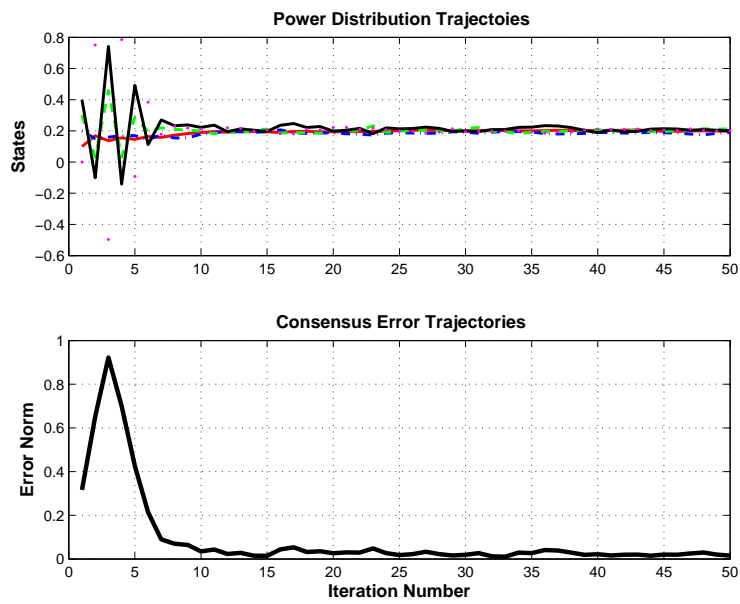 Power Distribution Trajectoies
0.8
0.6
0.4
0.2
0
−0.2
−0.4
−0.6
States
0 5 10 15 20 25 30 35 40 45 50
Consensus Error Trajectories
1
0.8
0.6
0.4
0.2
0
Error Norm
0 5 10 15 20 25 30 35 40 45 50
Iteration Number